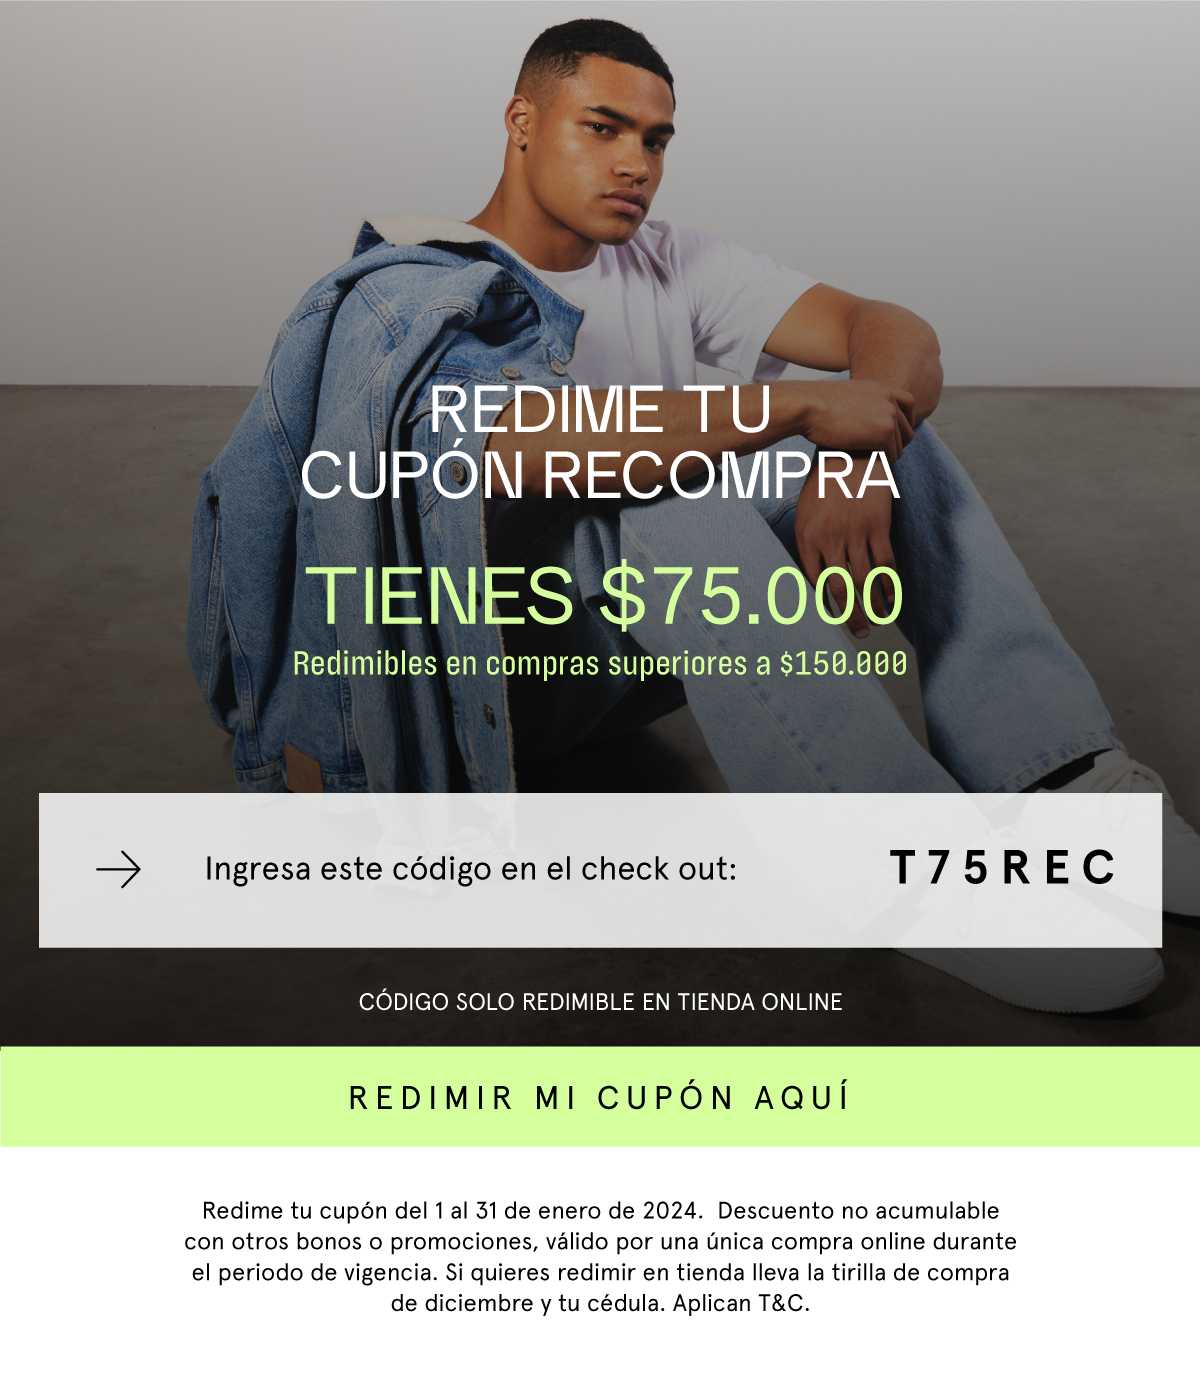 REDIME TU
CUPÓN RECOMPRA
TIENES $75.000
Redimibles en compras superiores a $150.000
Ingresa este código en el check out: T75REC
CÓDIGO SOLO REDIMIBLE EN TIENDA ONLINE
REDIMIR MI CUPÓN AQUÍ
Redime tu cupón del 1 al 31 de enero de 2024. Descuento no acumulable
con otros bonos o promociones, válido por una única compra online durante
el periodo de vigencia. Si quieres redimir en tienda lleva la tirilla de compra
de diciembre y tu cédula. Aplican T&C.